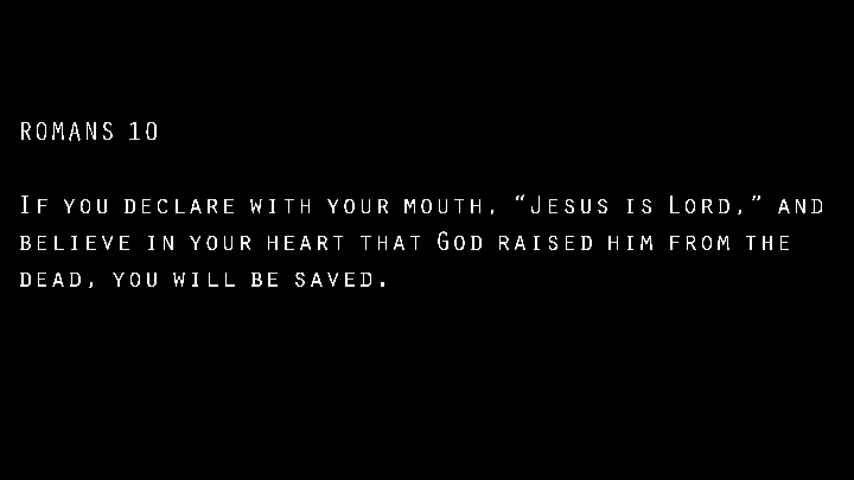 ROMANS 10
If you declare with your mouth, “Jesus is Lord,” and
believe in your heart that God raised him from the
dead, you will be saved.